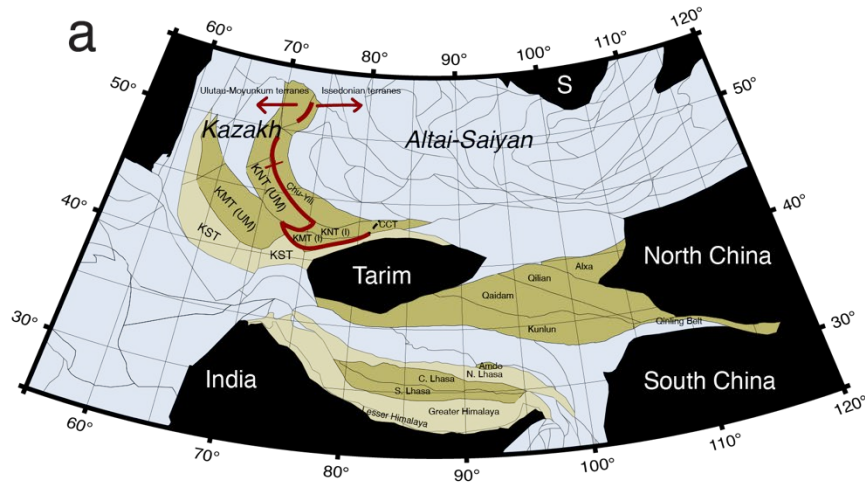 a
60°
70°
80°
90°
100°
110°
120°
S
50°
50°
Ulutau-Moyunkum terranes
Issedonian terranes
Kazakh
Altai-Saiyan
KNT (UM)
Chu-Yili
KMT (UM)
40°
40°
KST
KMT (I)
KNT (I)
CCT
KST
Tarim
North China
Alxa
Qilian
Qaidam
Kunlun
Qinling Belt
30°
30°
India
Amdo
N. Lhasa
C. Lhasa
S. Lhasa
South China
Greater Himalaya
Lesser Himalaya
60°
70°
80°
90°
100°
110°
120°